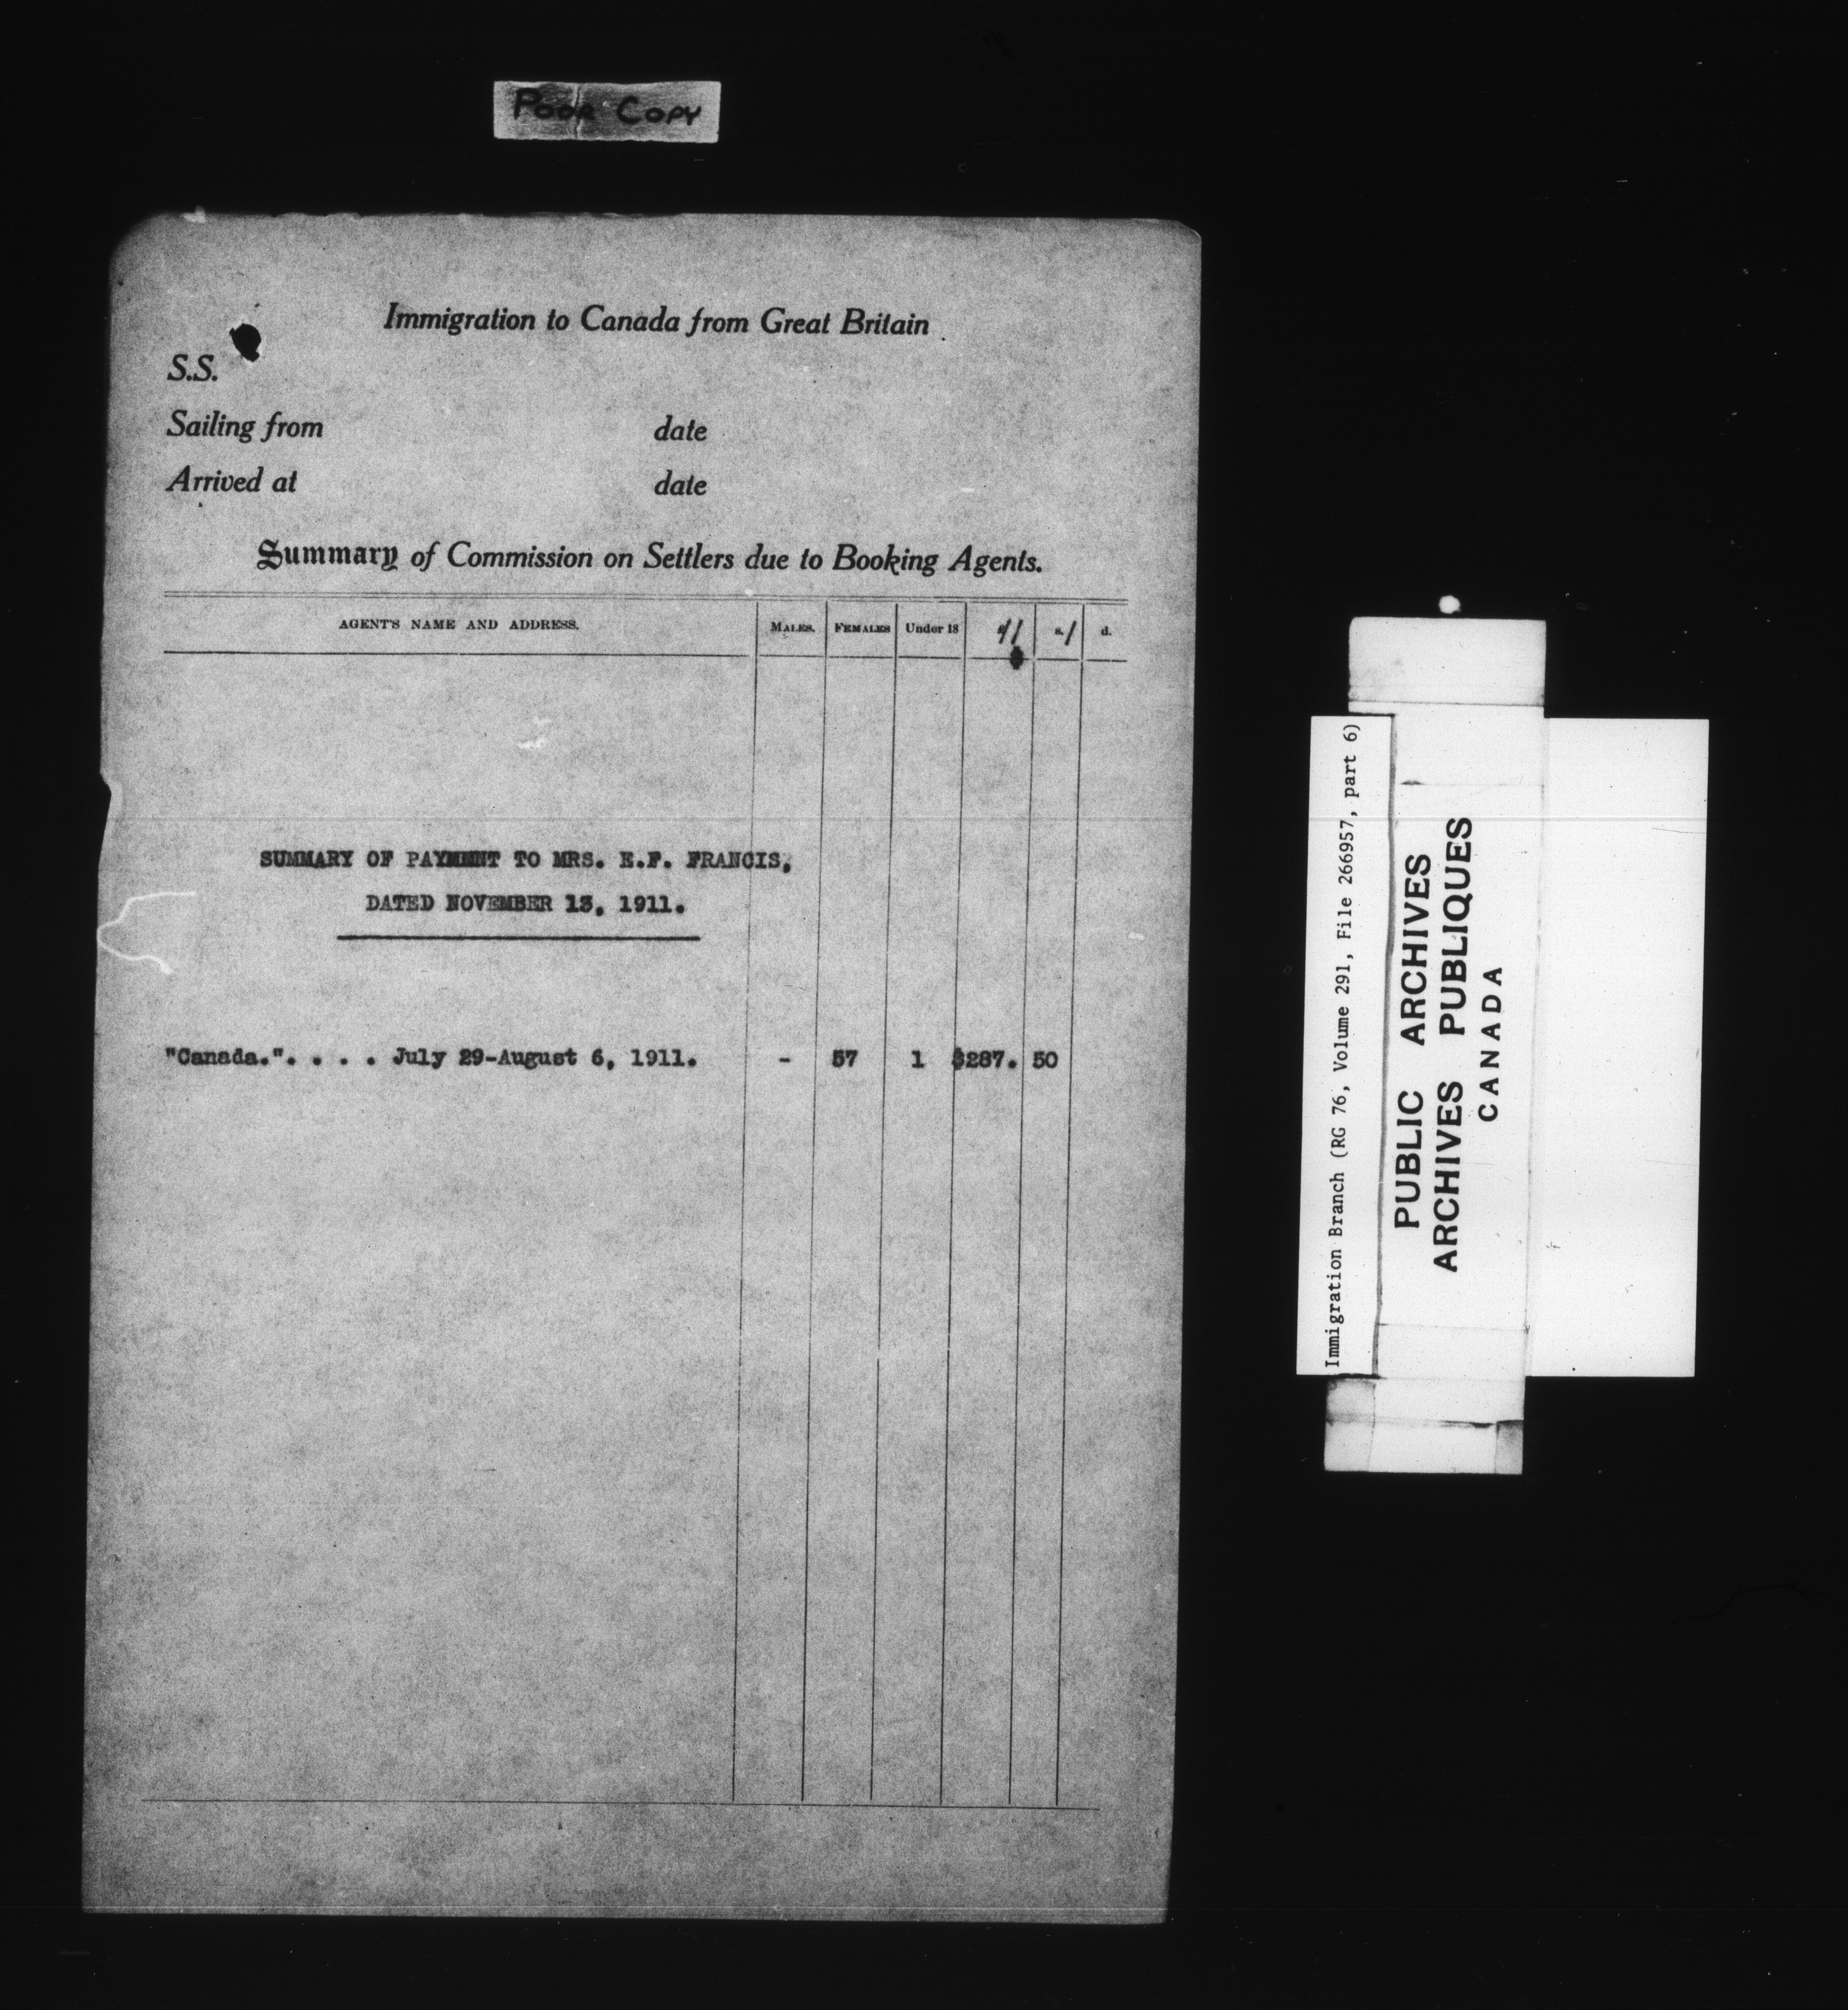 POOR COPY
Immigration to Canada from Great Britain
S.S.
Sailing from date
Arrived at date
Summary of Commission on Settlers due to Booking Agents.
AGENT'S NAME AND ADDRESS. MALES. FEMALES Under 18 s. d.
SUMMARY OF PAYMENT TO MRS. E.F. FRANCIS,
DATED NOVEMBER 13, 1911.
"Canada.". . . . July 29-August 6, 1911. - 57 1 $287. 50
Immigration Branch (RG 76, Volume 291, File 266957, part 6)
PUBLIC ARCHIVES
ARCHIVES PUBLIQUES
CANADA